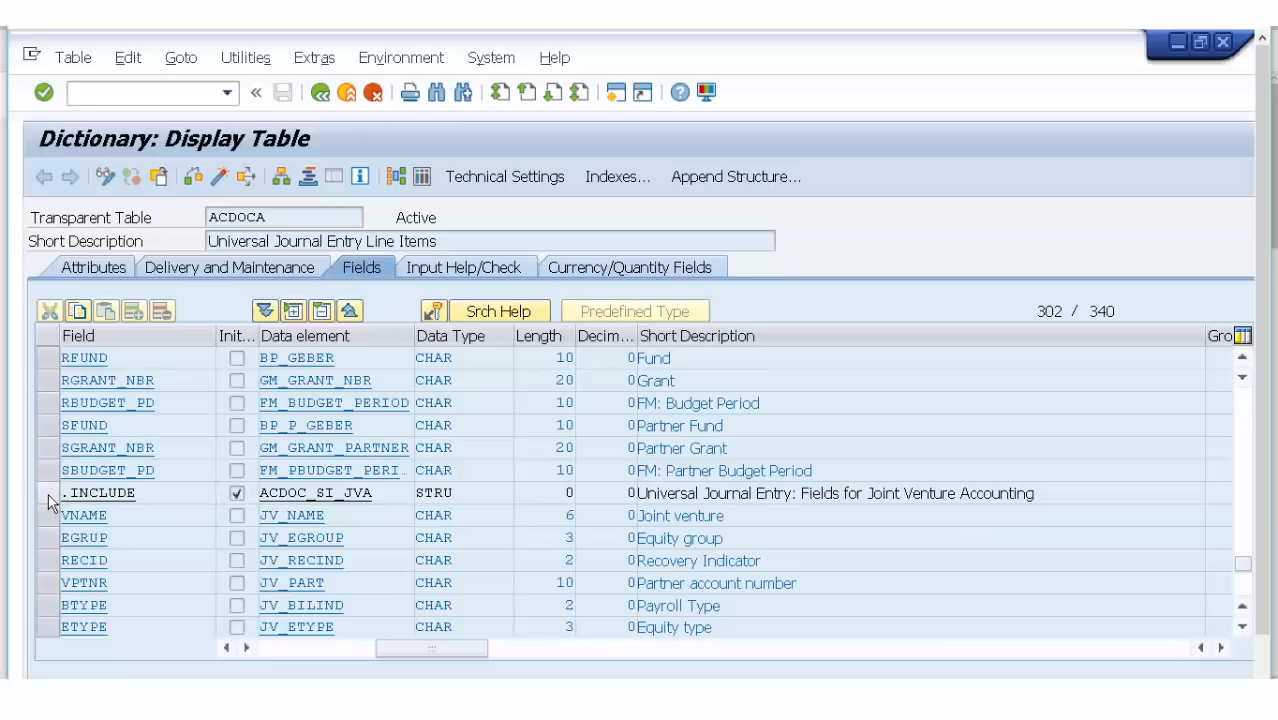 Table Edit Goto Utilities Extras Environment System Help
Dictionary: Display Table
Technical Settings Indexes... Append Structure...
Transparent Table ACDOCA Active
Short Description Universal Journal Entry Line Items
Attributes Delivery and Maintenance Fields Input Help/Check Currency/Quantity Fields
Srch Help Predefined Type 302 / 340
Field Init... Data element Data Type Length Decim... Short Description Gro
RFUND BP_GEBER CHAR 10 0 Fund
RGRANT_NBR GM_GRANT_NBR CHAR 20 0 Grant
RBUDGET_PD FM_BUDGET_PERIOD CHAR 10 0 FM: Budget Period
SFUND BP_P_GEBER CHAR 10 0 Partner Fund
SGRANT_NBR GM_GRANT_PARTNER CHAR 20 0 Partner Grant
SBUDGET_PD FM_PBUDGET_PERI... CHAR 10 0 FM: Partner Budget Period
.INCLUDE ACDOC_SI_JVA STRU 0 0 Universal Journal Entry: Fields for Joint Venture Accounting
VNAME JV_NAME CHAR 6 0 Joint venture
EGRUP JV_EGROUP CHAR 3 0 Equity group
RECID JV_RECIND CHAR 2 0 Recovery Indicator
VPTNR JV_PART CHAR 10 0 Partner account number
BTYPE JV_BILIND CHAR 2 0 Payroll Type
ETYPE JV_ETYPE CHAR 3 0 Equity type